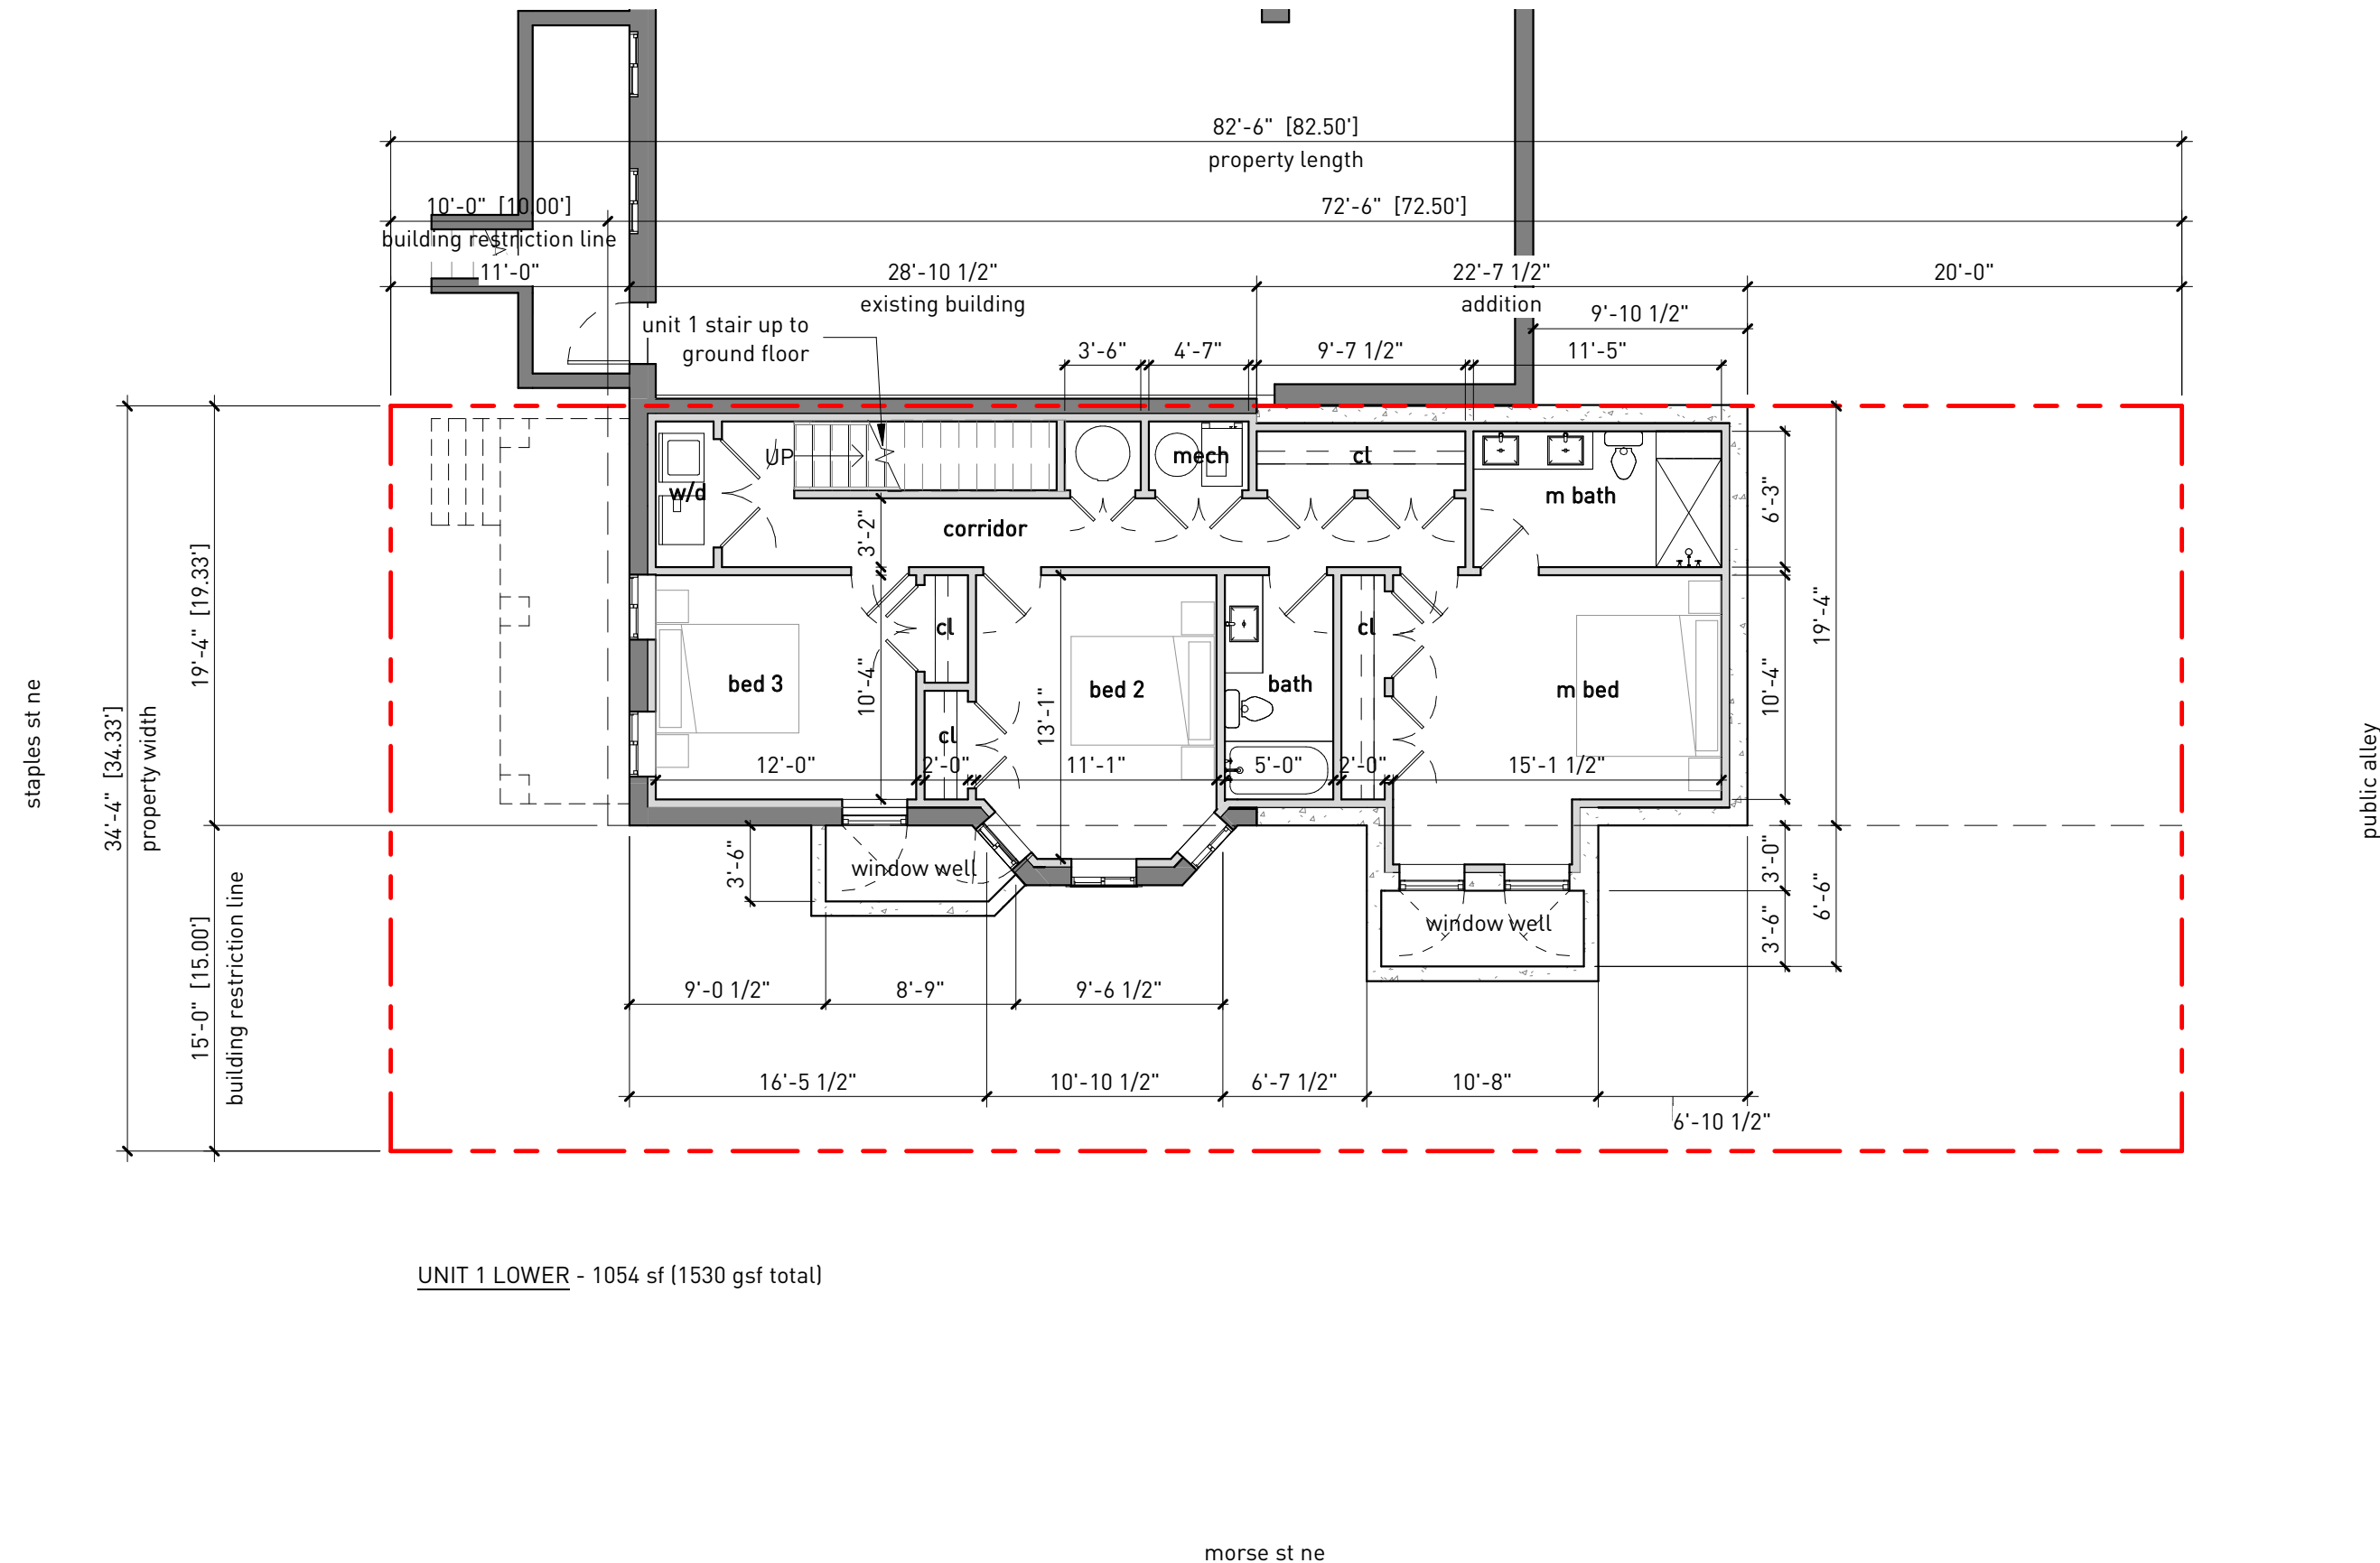 82'-6" [82.50']
property length
10'-0" [10.00']
72'-6" [72.50']
building restriction line
11'-0"
28'-10 1/2"
22'-7 1/2"
20'-0"
existing building
addition
9'-10 1/2"
unit 1 stair up to
ground floor
3'-6"
4'-7"
9'-7 1/2"
11'-5"
UP
mech
cl
w/d
m bath
6'-3"
corridor
3'-2"
19'-4" [19.33']
19'-4"
cl
cl
bed 3
10'-4"
bed 2
bath
m bed
10'-4"
13'-1"
cl
34'-4" [34.33']
property width
staples st ne
public alley
12'-0"
2'-0"
11'-1"
5'-0"
2'-0"
15'-1 1/2"
3'-6"
window well
3'-0"
6'-6"
window well
3'-6"
15'-0" [15.00']
building restriction line
9'-0 1/2"
8'-9"
9'-6 1/2"
16'-5 1/2"
10'-10 1/2"
6'-7 1/2"
10'-8"
6'-10 1/2"
UNIT 1 LOWER - 1054 sf (1530 gsf total)
morse st ne